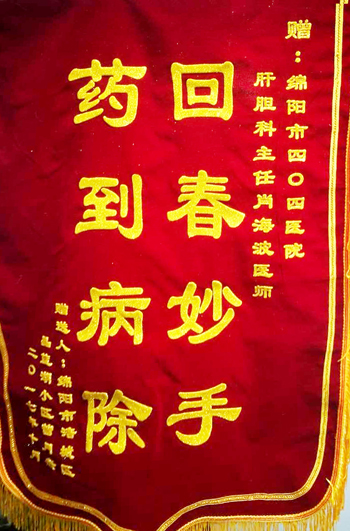 赠：绵阳市四〇四医院
肝胆科主任肖海波医师
回春妙手
药到病除
赠送人：绵阳市涪城区
二〇一七年十月